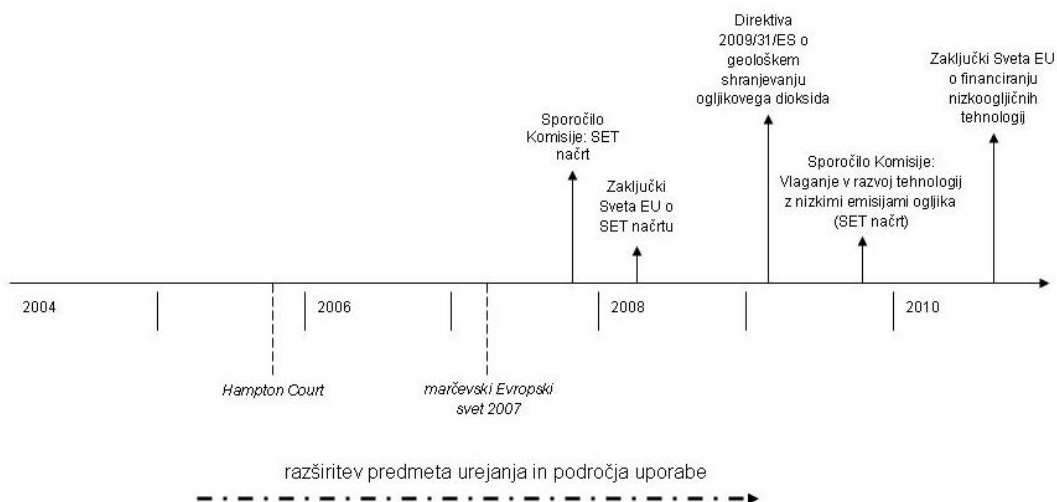 Direktiva
2009/31/ES o
geološkem
shranjevanju
ogljikovega dioksida
Zaključki Sveta EU
o financiranju
nizkoogljičnih
tehnologij
Sporočilo
Komisije: SET
načrt
Zaključki
Sveta EU o
SET načrtu
Sporočilo Komisije:
Vlaganje v razvoj tehnologij
z nizkimi emisijami ogljika
(SET načrt)
2004
2006
2008
2010
Hampton Court
marčevski Evropski
svet 2007
razširitev predmeta urejanja in področja uporabe